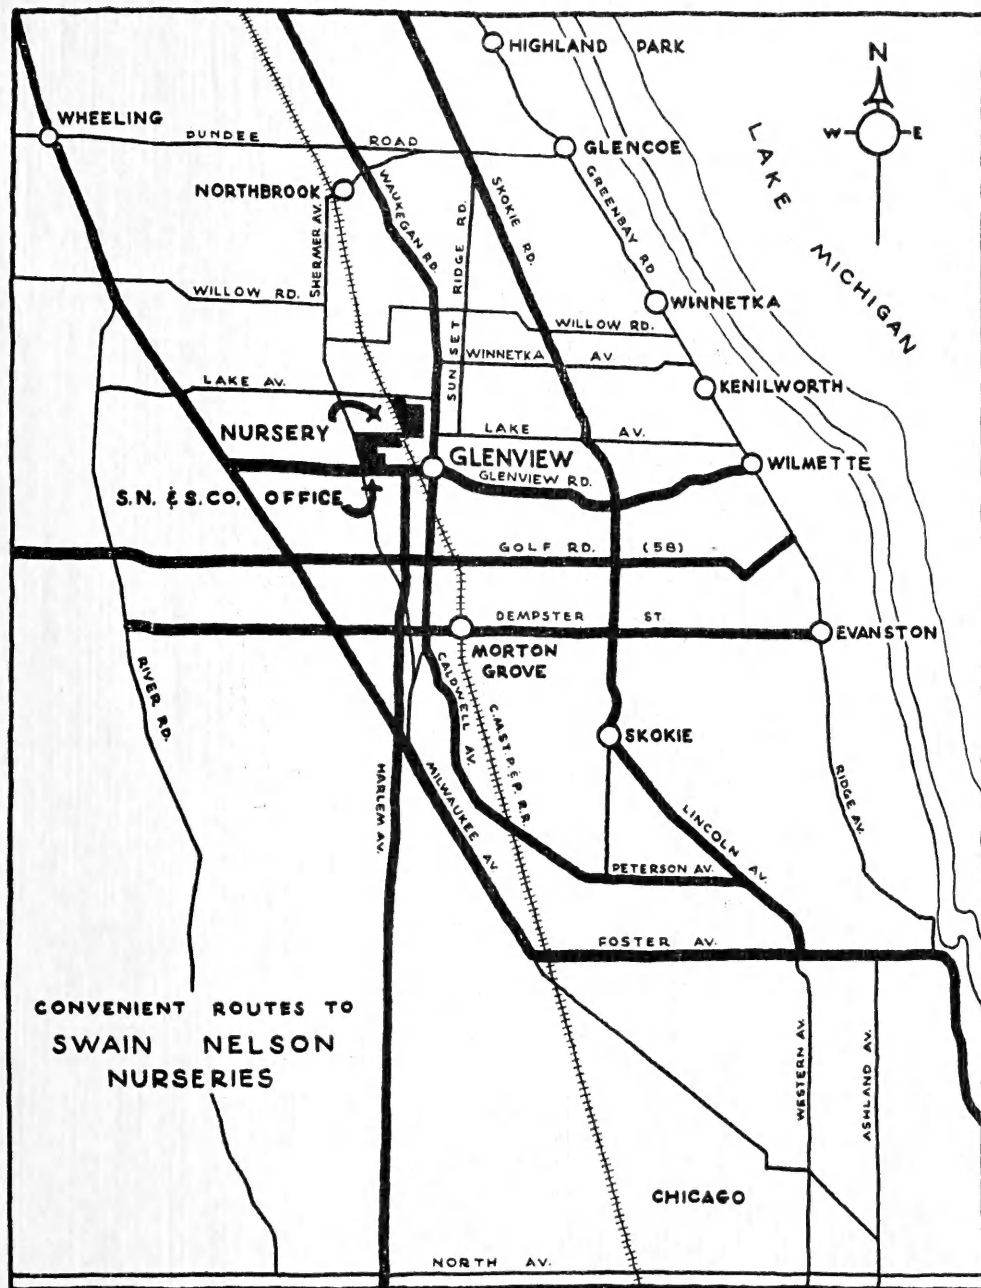 HIGHLAND PARK
N
W
E
WHEELING
DUNDEE ROAD
GLENCOE
LAKE MICHIGAN
NORTHBROOK
SHERMER AV.
WAUKEGAN RD.
SUNSET RIDGE RD.
SKOKIE RD.
GREENBAY RD
WILLOW RD.
WINNETKA
WILLOW RD.
WINNETKA AV
LAKE AV.
KENILWORTH
NURSERY
LAKE AV.
GLENVIEW
WILMETTE
GLENVIEW RD.
S.N. & S.CO. OFFICE
GOLF RD. (58)
DEMPSTER ST
EVANSTON
MORTON
GROVE
RIVER RD.
CALDWELL AV.
C.M.ST.P.& P. R.R.
SKOKIE
HARLEM AV.
MILWAUKEE AV.
LINCOLN AV.
RIDGE AV.
PETERSON AV.
FOSTER AV.
CONVENIENT ROUTES TO
SWAIN NELSON
NURSERIES
WESTERN AV.
ASHLAND AV.
CHICAGO
NORTH AV.